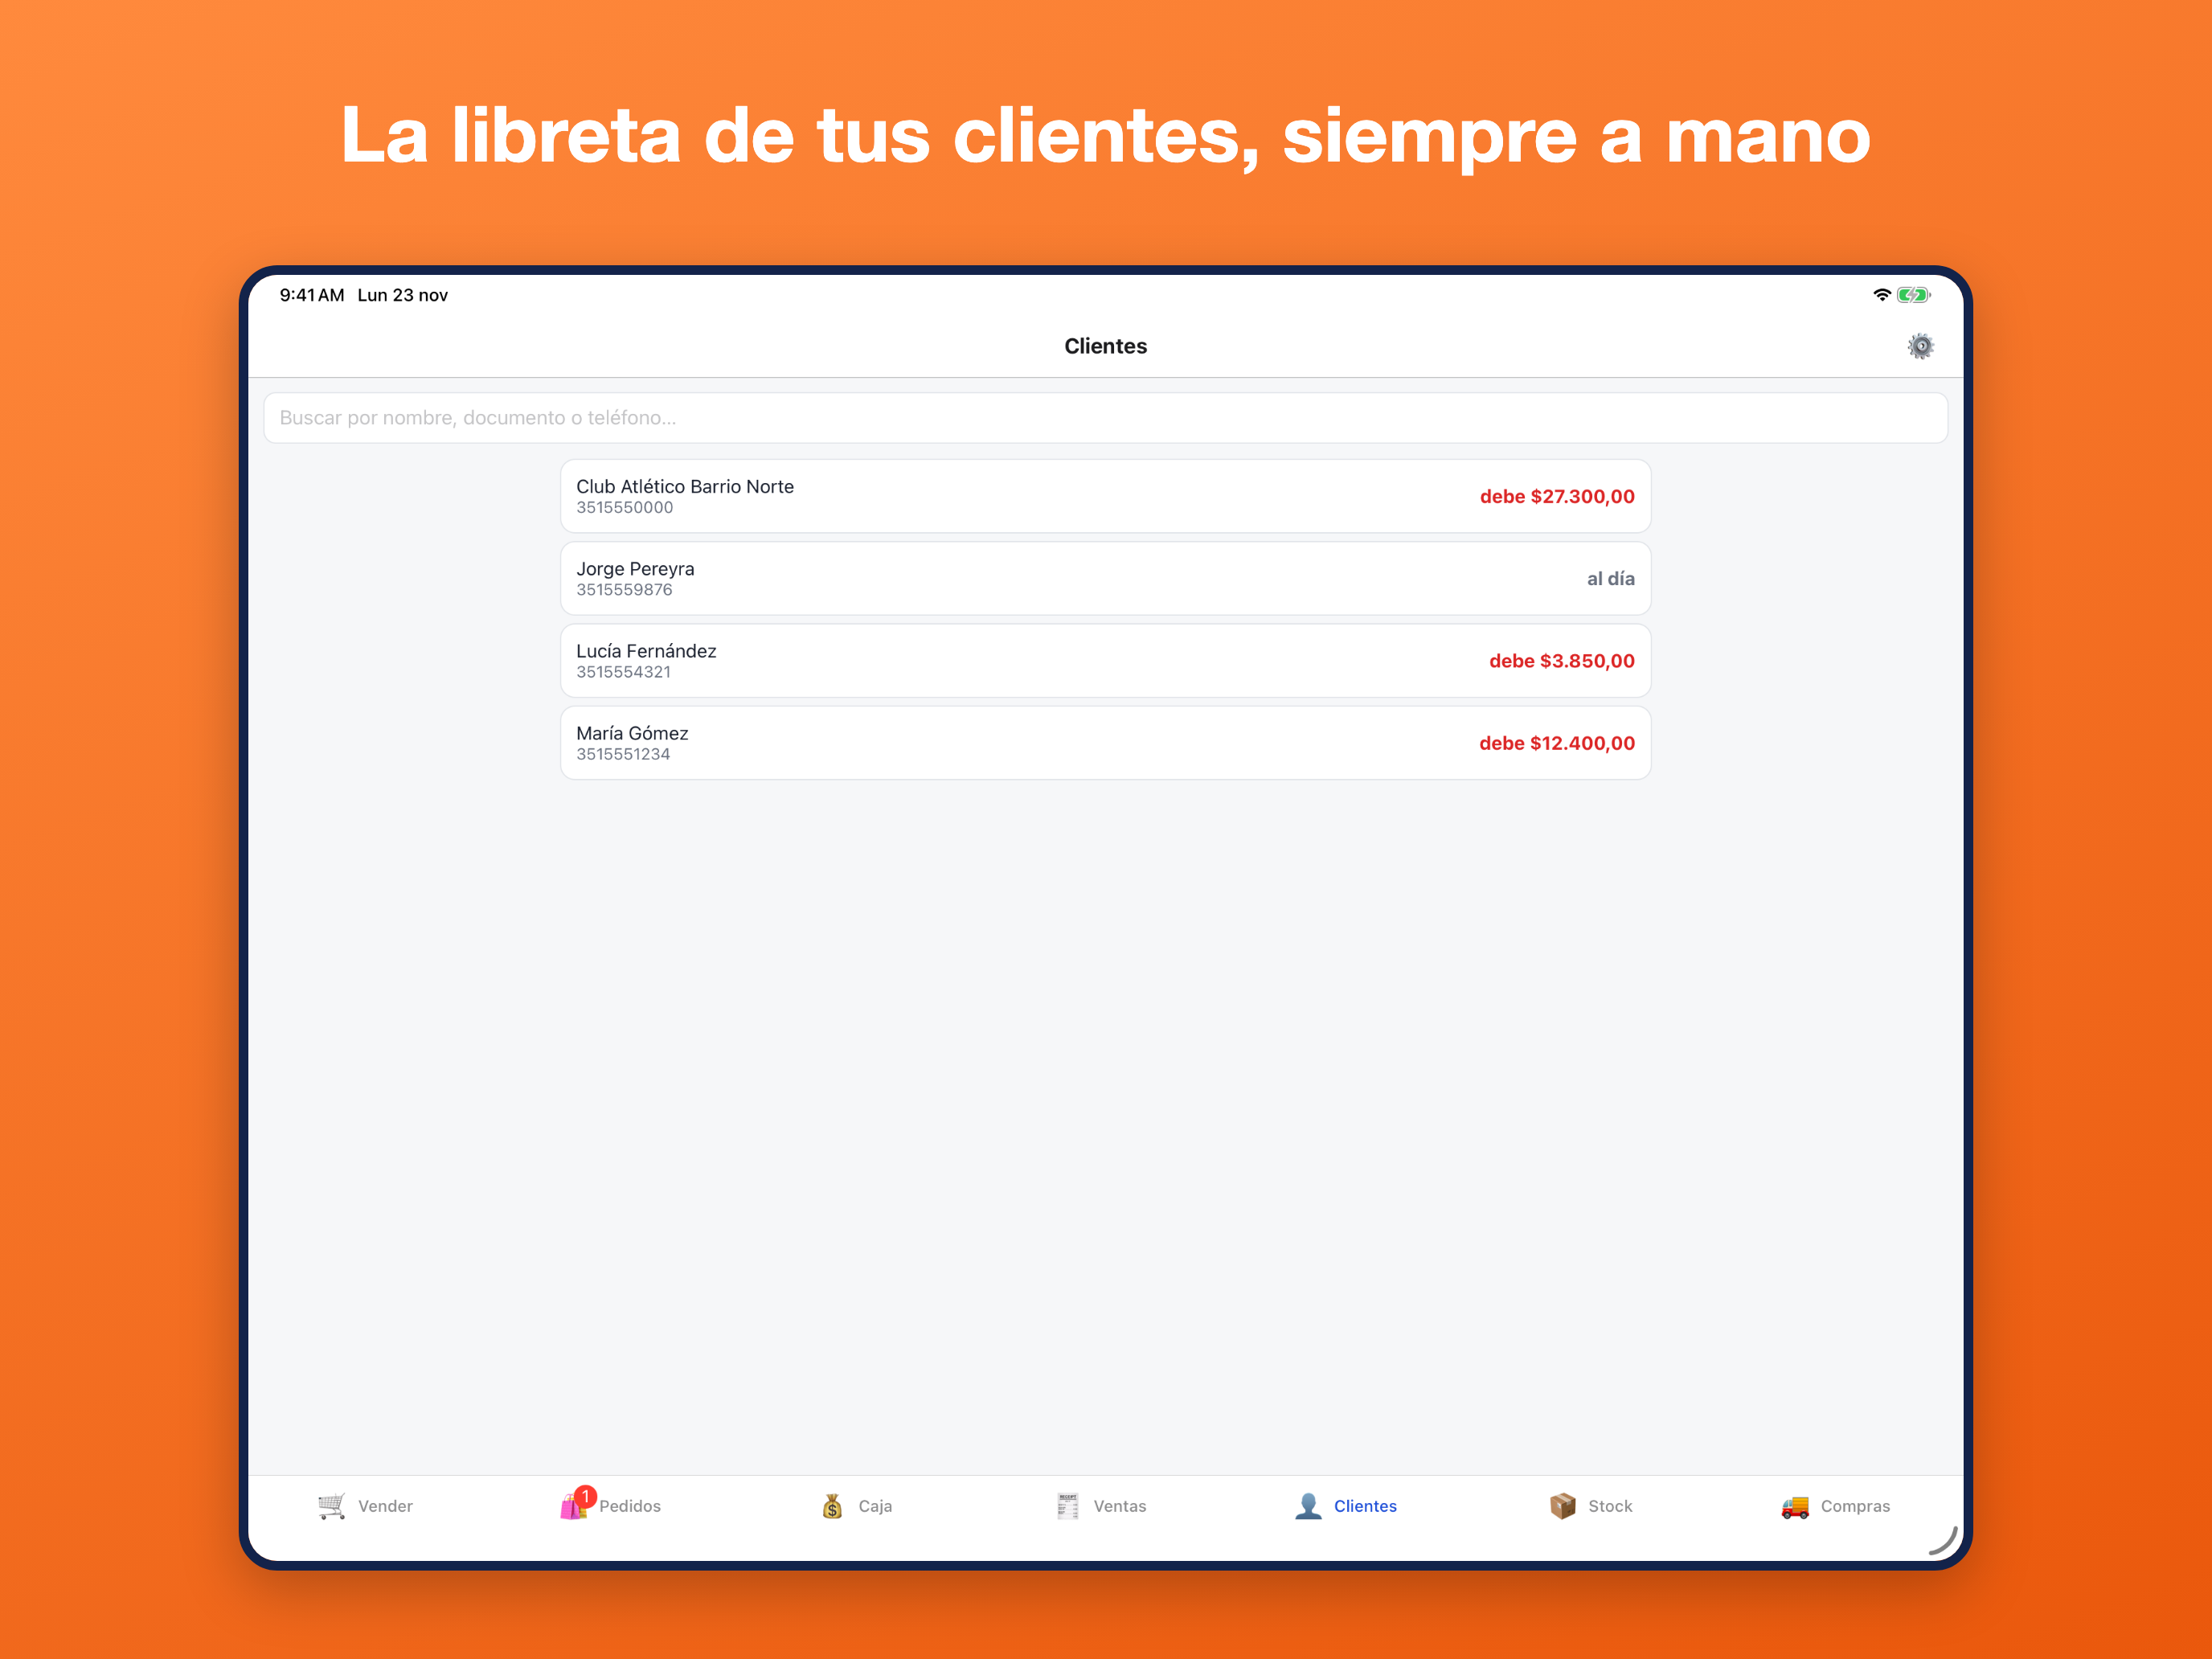 La libreta de tus clientes, siempre a mano
9:41 AM Lun 23 nov
Clientes
Buscar por nombre, documento o teléfono...
Club Atlético Barrio Norte
3515550000
debe $27.300,00
Jorge Pereyra
3515559876
al día
Lucía Fernández
3515554321
debe $3.850,00
María Gómez
3515551234
debe $12.400,00
Vender
1
Pedidos
Caja
Ventas
Clientes
Stock
Compras